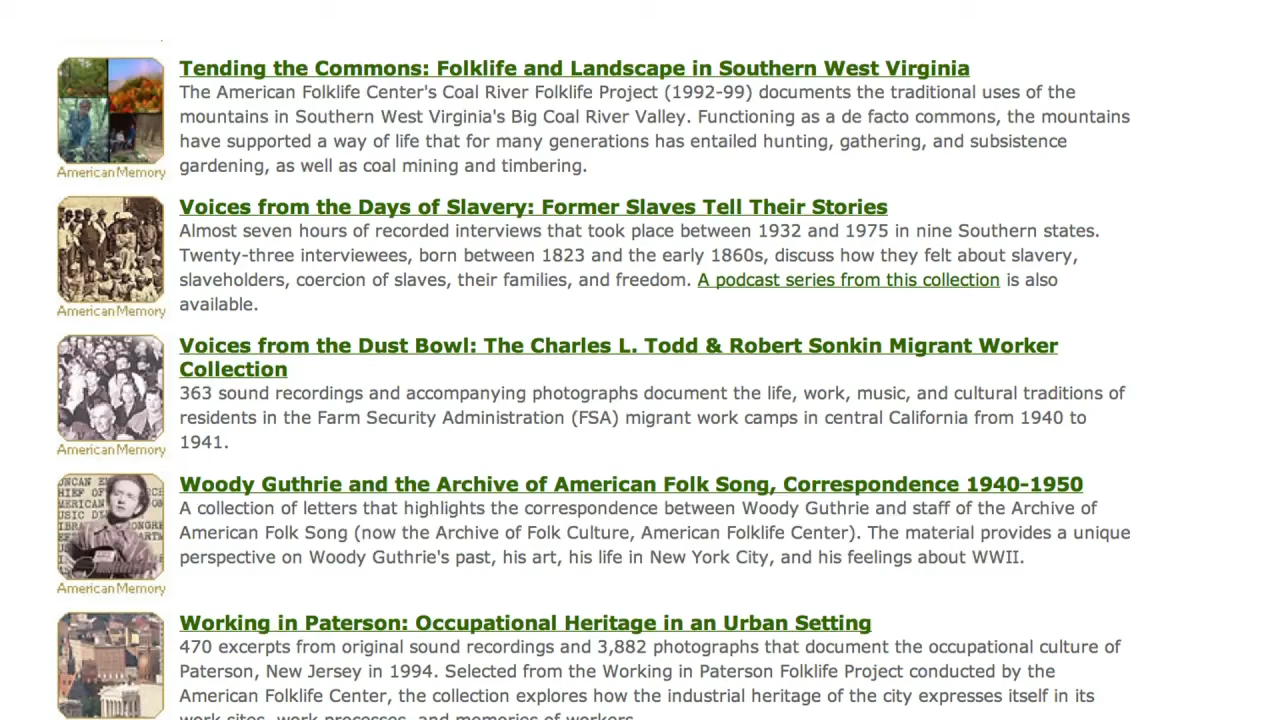 Tending the Commons: Folklife and Landscape in Southern West Virginia
The American Folklife Center's Coal River Folklife Project (1992-99) documents the traditional uses of the
mountains in Southern West Virginia's Big Coal River Valley. Functioning as a de facto commons, the mountains
have supported a way of life that for many generations has entailed hunting, gathering, and subsistence
gardening, as well as coal mining and timbering.
American Memory
Voices from the Days of Slavery: Former Slaves Tell Their Stories
Almost seven hours of recorded interviews that took place between 1932 and 1975 in nine Southern states.
Twenty-three interviewees, born between 1823 and the early 1860s, discuss how they felt about slavery,
slaveholders, coercion of slaves, their families, and freedom. A podcast series from this collection is also
available.
American Memory
Voices from the Dust Bowl: The Charles L. Todd & Robert Sonkin Migrant Worker
Collection
363 sound recordings and accompanying photographs document the life, work, music, and cultural traditions of
residents in the Farm Security Administration (FSA) migrant work camps in central California from 1940 to
1941.
American Memory
Woody Guthrie and the Archive of American Folk Song, Correspondence 1940-1950
A collection of letters that highlights the correspondence between Woody Guthrie and staff of the Archive of
American Folk Song (now the Archive of Folk Culture, American Folklife Center). The material provides a unique
perspective on Woody Guthrie's past, his art, his life in New York City, and his feelings about WWII.
American Memory
Working in Paterson: Occupational Heritage in an Urban Setting
470 excerpts from original sound recordings and 3,882 photographs that document the occupational culture of
Paterson, New Jersey in 1994. Selected from the Working in Paterson Folklife Project conducted by the
American Folklife Center, the collection explores how the industrial heritage of the city expresses itself in its
work sites, work processes, and memories of workers.